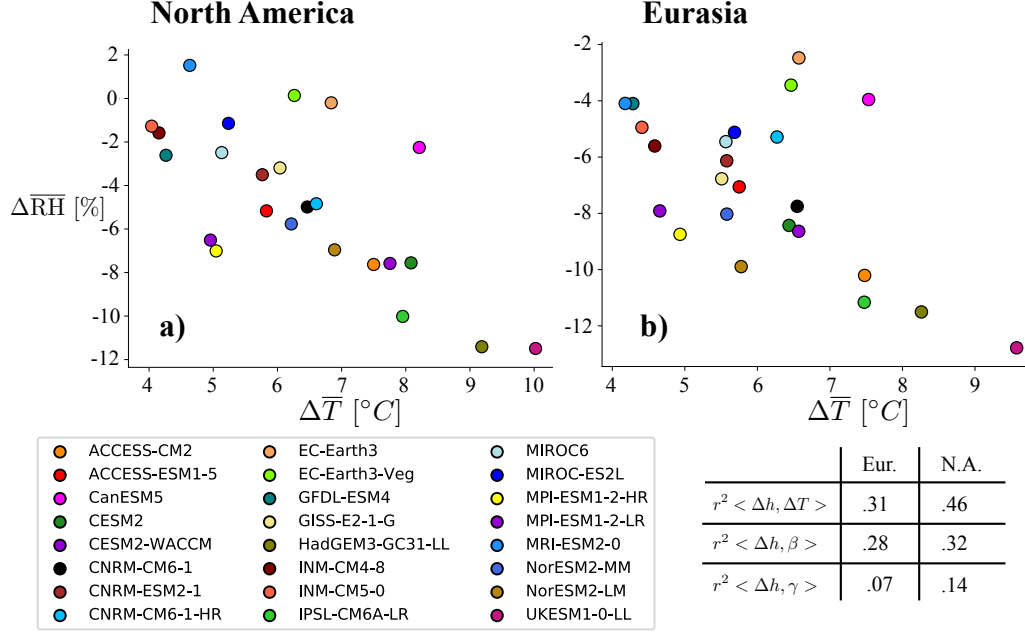 North America
Eurasia
2
0
-2
-4
-6
-8
-10
-12
ΔRH [%]
a)
4 5 6 7 8 9 10
ΔT [°C]
-2
-4
-6
-8
-10
-12
b)
4 5 6 7 8 9
ΔT [°C]
ACCESS-CM2
ACCESS-ESM1-5
CanESM5
CESM2
CESM2-WACCM
CNRM-CM6-1
CNRM-ESM2-1
CNRM-CM6-1-HR
EC-Earth3
EC-Earth3-Veg
GFDL-ESM4
GISS-E2-1-G
HadGEM3-GC31-LL
INM-CM4-8
INM-CM5-0
IPSL-CM6A-LR
MIROC6
MIROC-ES2L
MPI-ESM1-2-HR
MPI-ESM1-2-LR
MRI-ESM2-0
NorESM2-MM
NorESM2-LM
UKESM1-0-LL
Eur. N.A.
r² < Δh, ΔT > .31 .46
r² < Δh, β > .28 .32
r² < Δh, γ > .07 .14